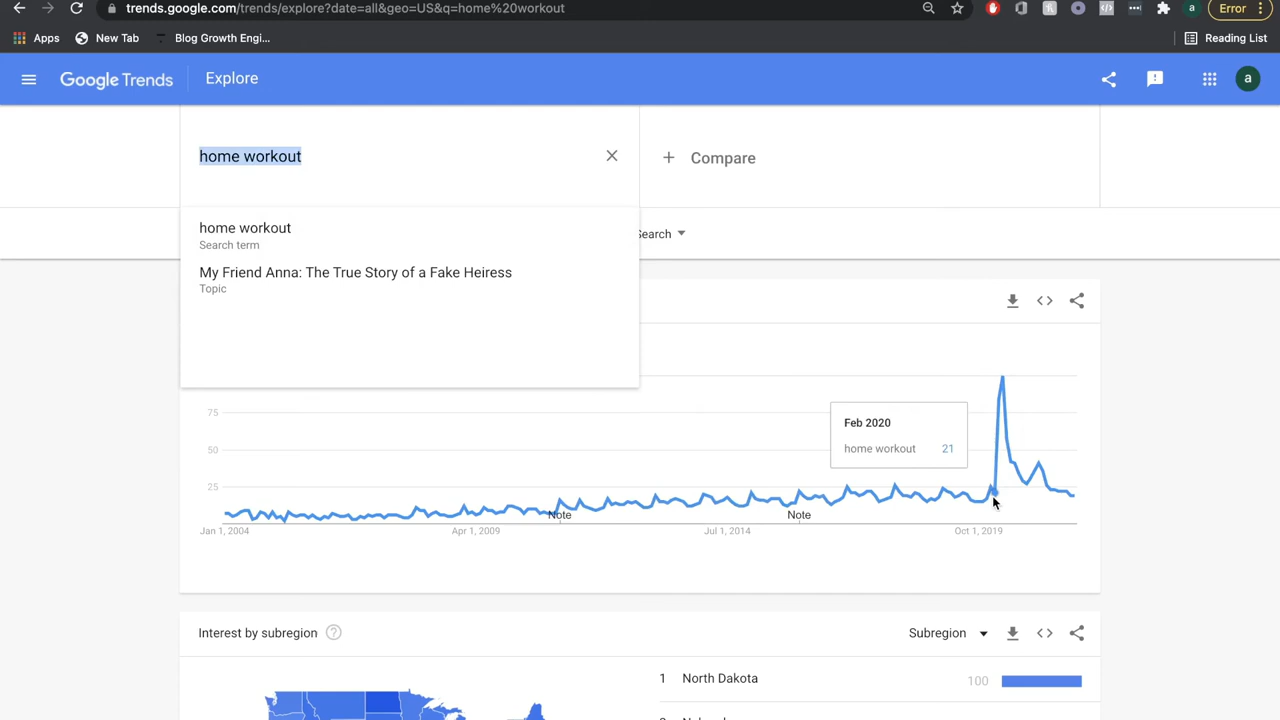 trends.google.com/trends/explore?date=all&geo=US&q=home%20workout
Error
Apps
New Tab
Blog Growth Engi...
Reading List
Google Trends
Explore
a
home workout
+ Compare
home workout
Search term
My Friend Anna: The True Story of a Fake Heiress
Topic
Search
75
50
25
Feb 2020
home workout 21
Note
Note
Jan 1, 2004
Apr 1, 2009
Jul 1, 2014
Oct 1, 2019
Interest by subregion
Subregion
1 North Dakota 100